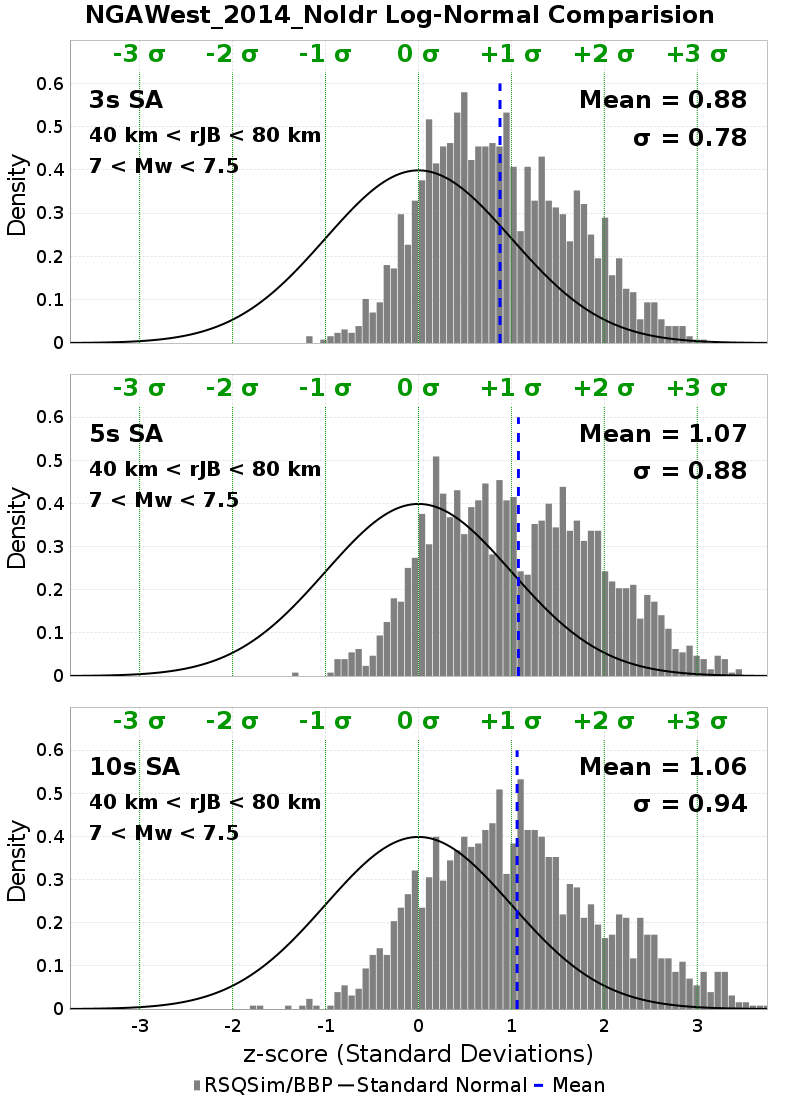 NGAWest_2014_NoIdr Log-Normal Comparision
-3 σ -2 σ -1 σ 0 σ +1 σ +2 σ +3 σ
3s SA
Mean = 0.88
40 km < rJB < 80 km
σ = 0.78
7 < Mw < 7.5
0.6
0.5
0.4
0.3
0.2
0.1
0
Density
-3 σ -2 σ -1 σ 0 σ +1 σ +2 σ +3 σ
5s SA
Mean = 1.07
40 km < rJB < 80 km
σ = 0.88
7 < Mw < 7.5
0.6
0.5
0.4
0.3
0.2
0.1
0
Density
-3 σ -2 σ -1 σ 0 σ +1 σ +2 σ +3 σ
10s SA
Mean = 1.06
40 km < rJB < 80 km
σ = 0.94
7 < Mw < 7.5
0.6
0.5
0.4
0.3
0.2
0.1
0
Density
-3 -2 -1 0 1 2 3
z-score (Standard Deviations)
RSQSim/BBP Standard Normal Mean